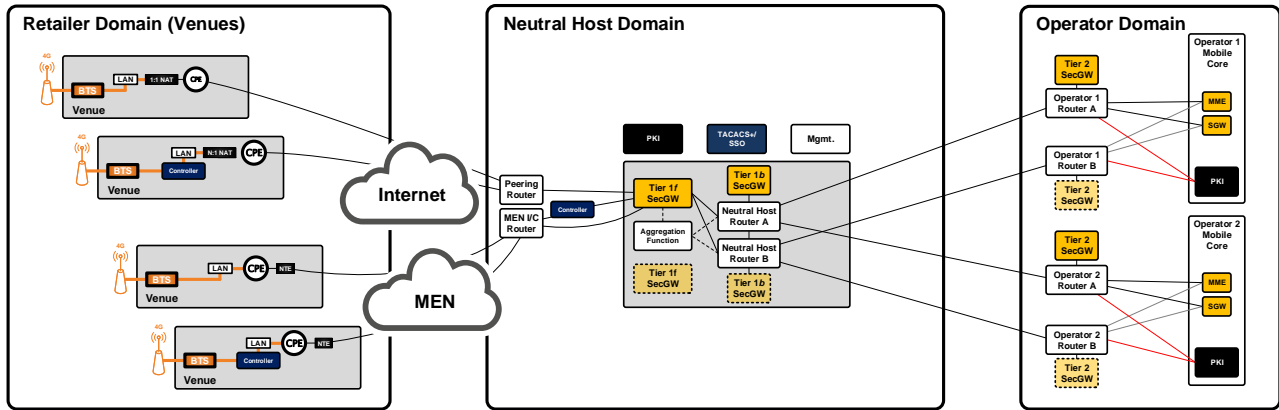 Retailer Domain (Venues)
4G
BTS
LAN
1:1 NAT
CPE
Venue
4G
BTS
Controller
LAN
N:1 NAT
CPE
Venue
4G
BTS
LAN
CPE
NTE
Venue
4G
BTS
Controller
LAN
CPE
NTE
Venue
Internet
MEN
Neutral Host Domain
PKI
TACACS+/
SSO
Mgmt.
Peering
Router
MEN I/C
Router
Controller
Tier 1f
SecGW
Aggregation
Function
Tier 1f
SecGW
Tier 1b
SecGW
Neutral Host
Router A
Neutral Host
Router B
Tier 1b
SecGW
Operator Domain
Tier 2
SecGW
Operator 1
Router A
Operator 1
Router B
Tier 2
SecGW
Operator 1
Mobile
Core
MME
SGW
PKI
Tier 2
SecGW
Operator 2
Router A
Operator 2
Router B
Tier 2
SecGW
Operator 2
Mobile
Core
MME
SGW
PKI